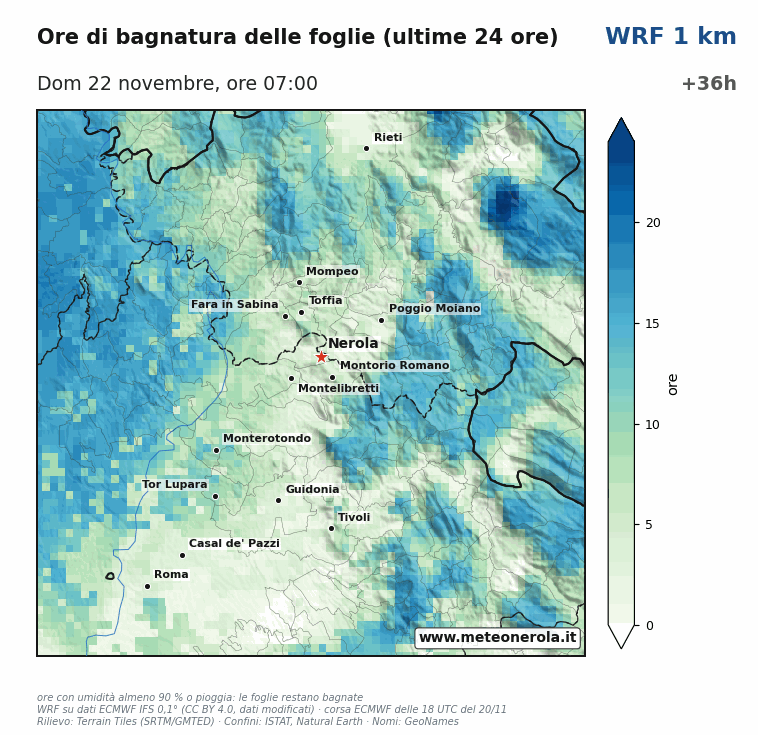 Ore di bagnatura delle foglie (ultime 24 ore)
WRF 1 km
Dom 22 novembre, ore 07:00
+36h
Rieti
Mompeo
Fara in Sabina
Toffia
Poggio Moiano
Nerola
Montorio Romano
Montelibretti
Monterotondo
Tor Lupara
Guidonia
Tivoli
Casal de' Pazzi
Roma
www.meteonerola.it
20
15
10
5
0
ore
ore con umidità almeno 90 % o pioggia: le foglie restano bagnate
WRF su dati ECMWF IFS 0,1° (CC BY 4.0, dati modificati) · corsa ECMWF delle 18 UTC del 20/11
Rilievo: Terrain Tiles (SRTM/GMTED) · Confini: ISTAT, Natural Earth · Nomi: GeoNames